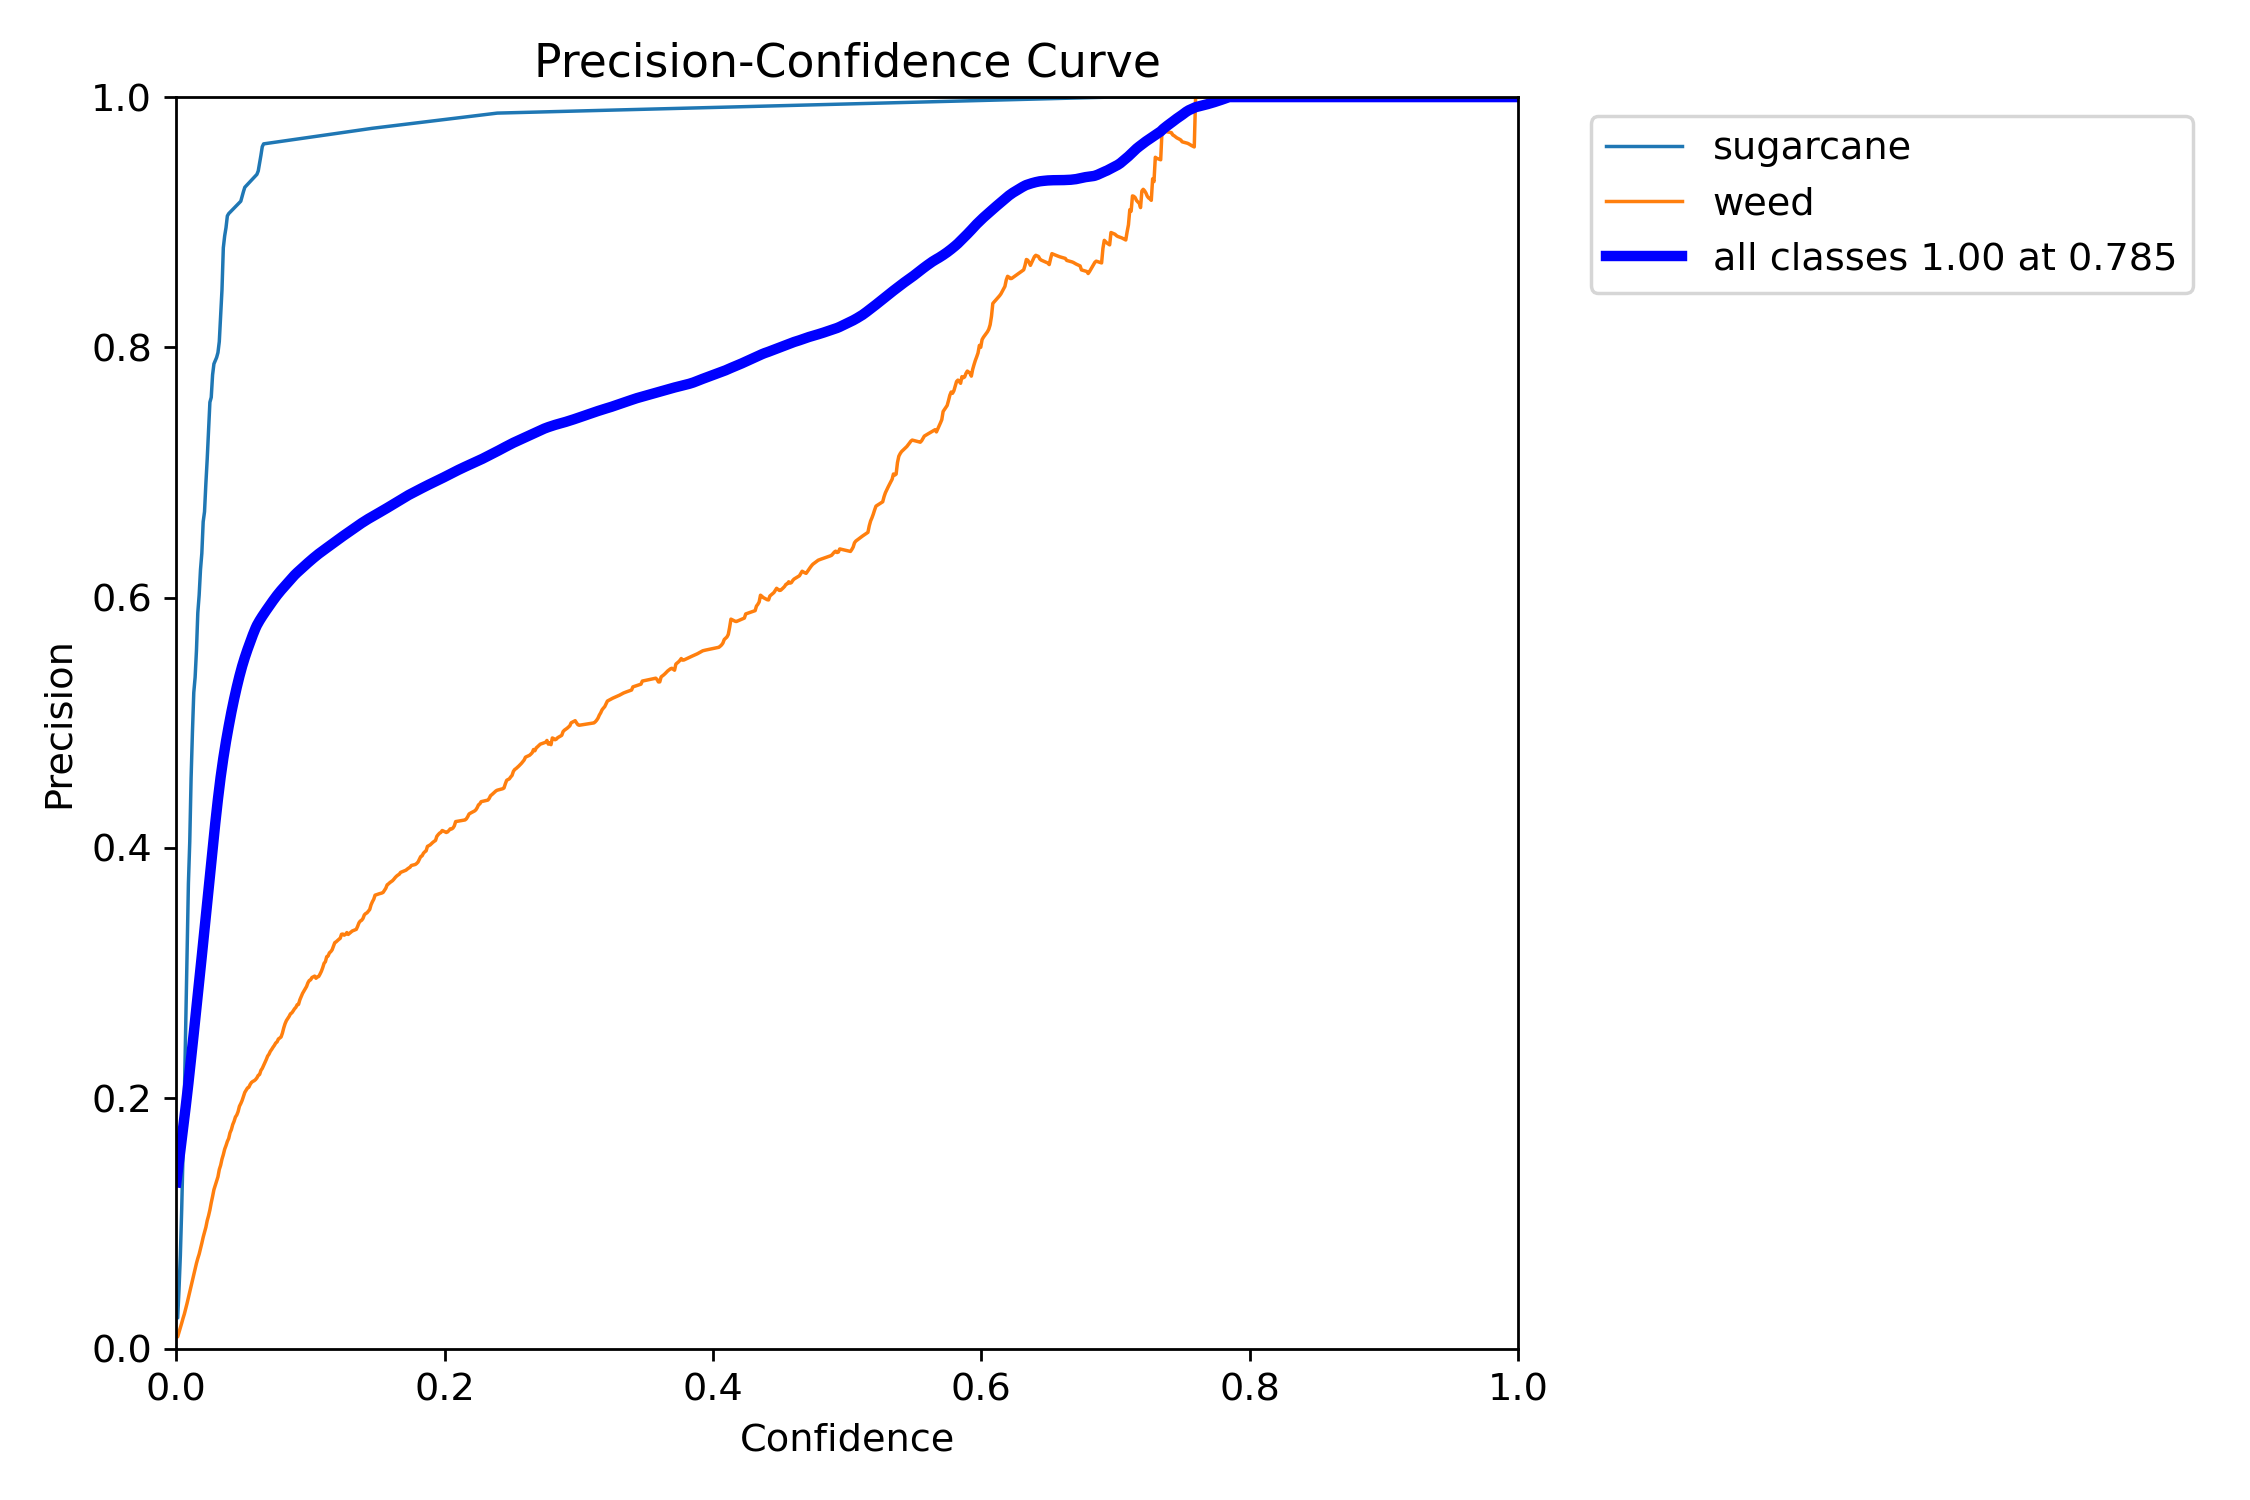 Precision-Confidence Curve
1.0
0.8
0.6
0.4
0.2
0.0
Precision
0.0 0.2 0.4 0.6 0.8 1.0
Confidence
sugarcane
weed
all classes 1.00 at 0.785